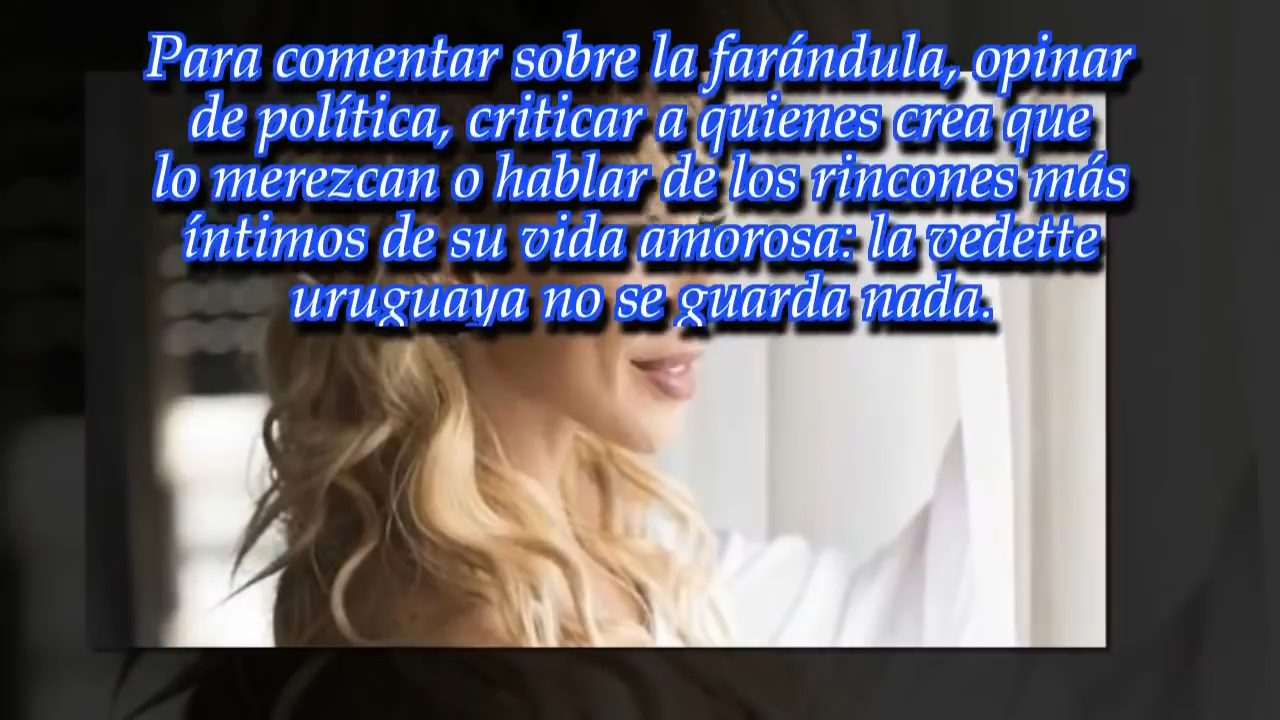 Para comentar sobre la farándula, opinar
de política, criticar a quienes crea que
lo merezcan o hablar de los rincones más
íntimos de su vida amorosa: la vedette
uruguaya no se guarda nada.